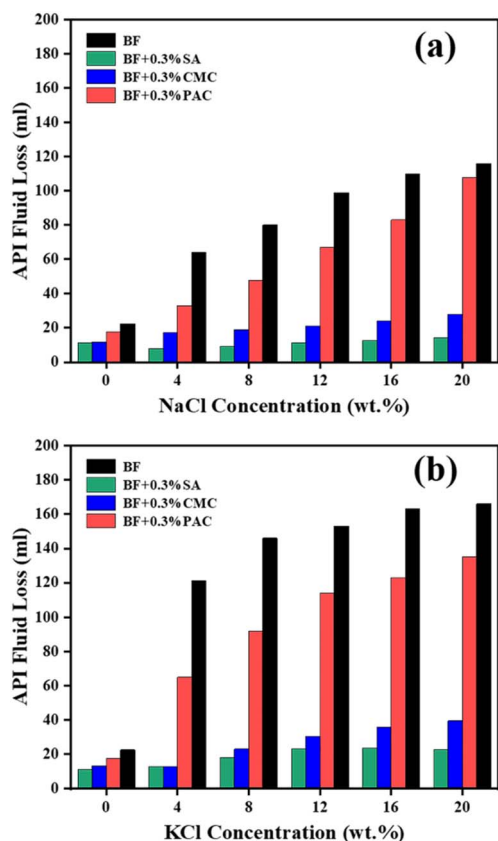 (a)
BF
BF+0.3%SA
BF+0.3%CMC
BF+0.3%PAC
API Fluid Loss (ml)
200
180
160
140
120
100
80
60
40
20
0
0 4 8 12 16 20
NaCl Concentration (wt.%)
(b)
BF
BF+0.3%SA
BF+0.3%CMC
BF+0.3%PAC
API Fluid Loss (ml)
200
180
160
140
120
100
80
60
40
20
0
0 4 8 12 16 20
KCl Concentration (wt.%)